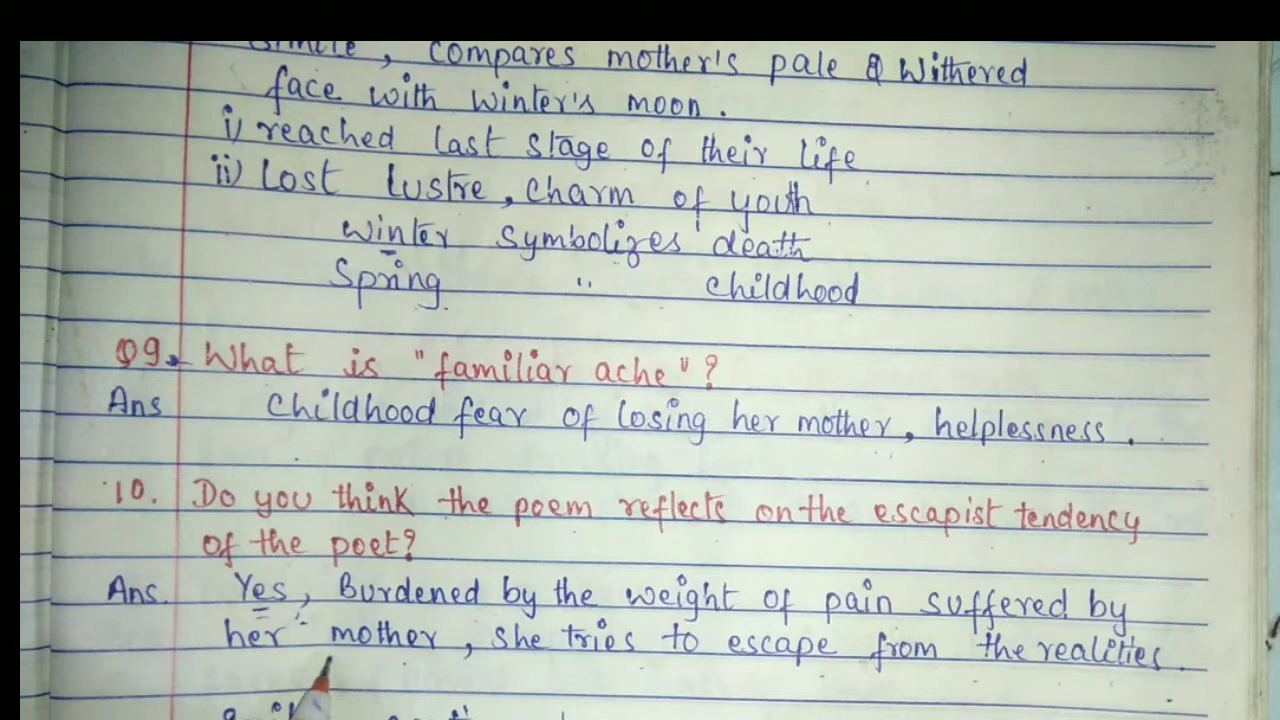 Simile, compares mother's pale & withered
face with winter's moon.
i) reached last stage of their life
ii) Lost lustre, charm of youth
winter symbolizes death
Spring " childhood
Q9. What is "familiar ache"?
Ans Childhood fear of losing her mother, helplessness.
10. Do you think the poem reflects on the escapist tendency
of the poet?
Ans. Yes, Burdened by the weight of pain suffered by
her mother, she tries to escape from the realities.